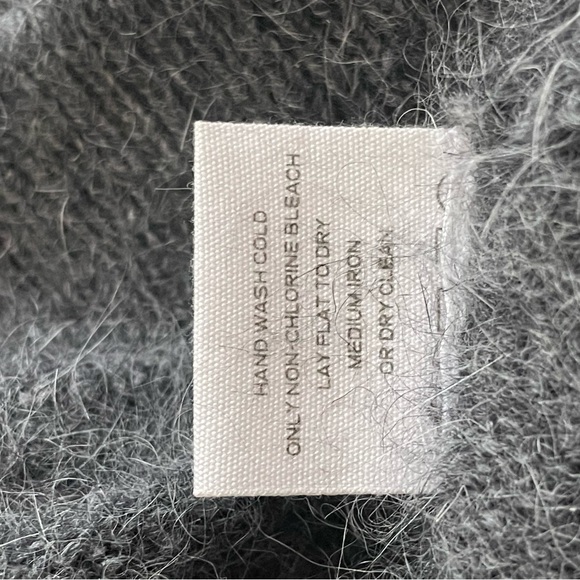 HAND WASH COLD
ONLY NON-CHLORINE BLEACH
LAY FLAT TO DRY
MEDIUM IRON
OR DRY CLEAN